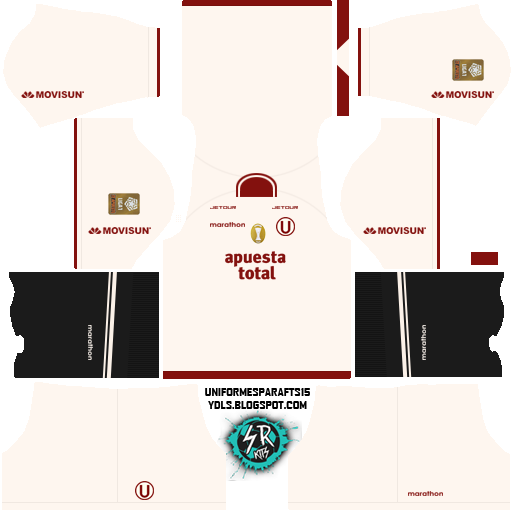 MOVISUN
MOVISUN
JETOUR JETOUR
marathon
U
apuesta
total
MOVISUN
MOVISUN
marathon
marathon
UNIFORMESPARAFTS15
YDLS.BLOGSPOT.COM
SR
KITS
U
marathon